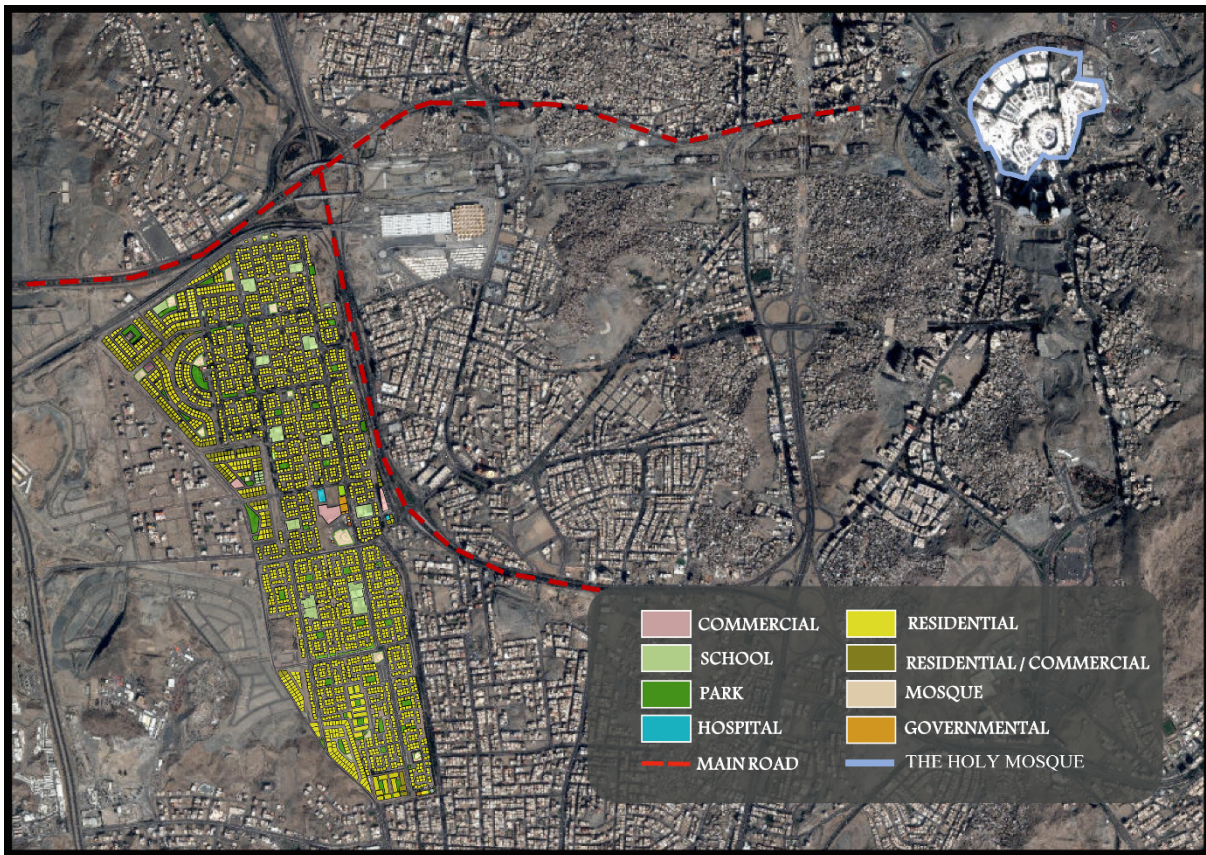 COMMERCIAL
RESIDENTIAL
SCHOOL
RESIDENTIAL / COMMERCIAL
PARK
MOSQUE
HOSPITAL
GOVERNMENTAL
MAIN ROAD
THE HOLY MOSQUE